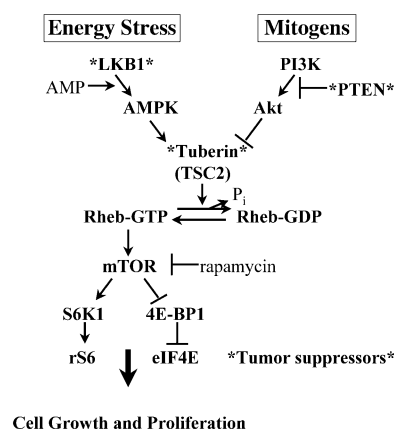 Energy Stress
Mitogens
*LKB1*
PI3K
AMP
*PTEN*
AMPK
Akt
*Tuberin*
(TSC2)
Pi
Rheb-GTP
Rheb-GDP
mTOR
rapamycin
S6K1
4E-BP1
rS6
eIF4E
*Tumor suppressors*
Cell Growth and Proliferation